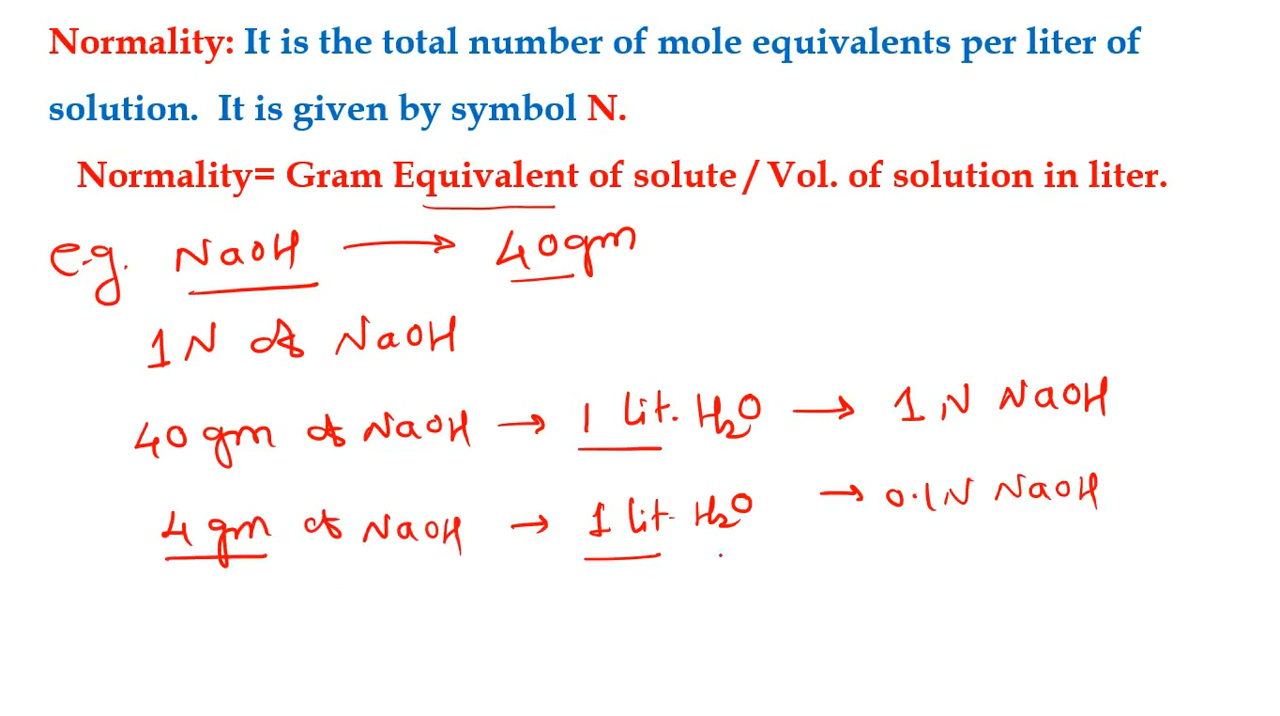 Normality: It is the total number of mole equivalents per liter of
solution. It is given by symbol N.
Normality= Gram Equivalent of solute/Vol. of solution in liter.
e.g. NaOH → 40gm
1N of NaOH
40 gm of NaOH → 1 lit. H₂O → 1 N NaOH
4 gm of NaOH → 1 lit. H₂O → 0.1N NaOH